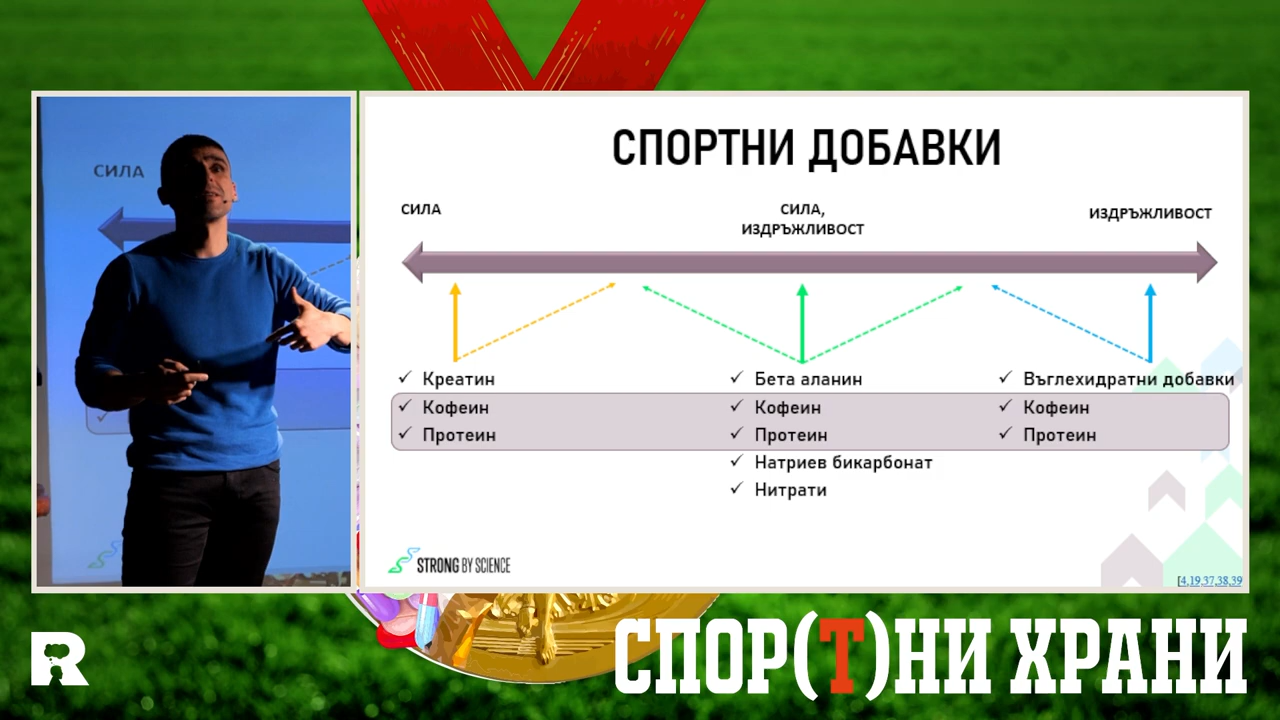 СИЛА
СПОРТНИ ДОБАВКИ
СИЛА
СИЛА,
ИЗДРЪЖЛИВОСТ
ИЗДРЪЖЛИВОСТ
✓ Креатин
✓ Кофеин
✓ Протеин
✓ Бета аланин
✓ Кофеин
✓ Протеин
✓ Натриев бикарбонат
✓ Нитрати
✓ Въглехидратни добавки
✓ Кофеин
✓ Протеин
STRONG BY SCIENCE
[4,19,37,38,39
R
СПОР(Т)НИ ХРАНИ